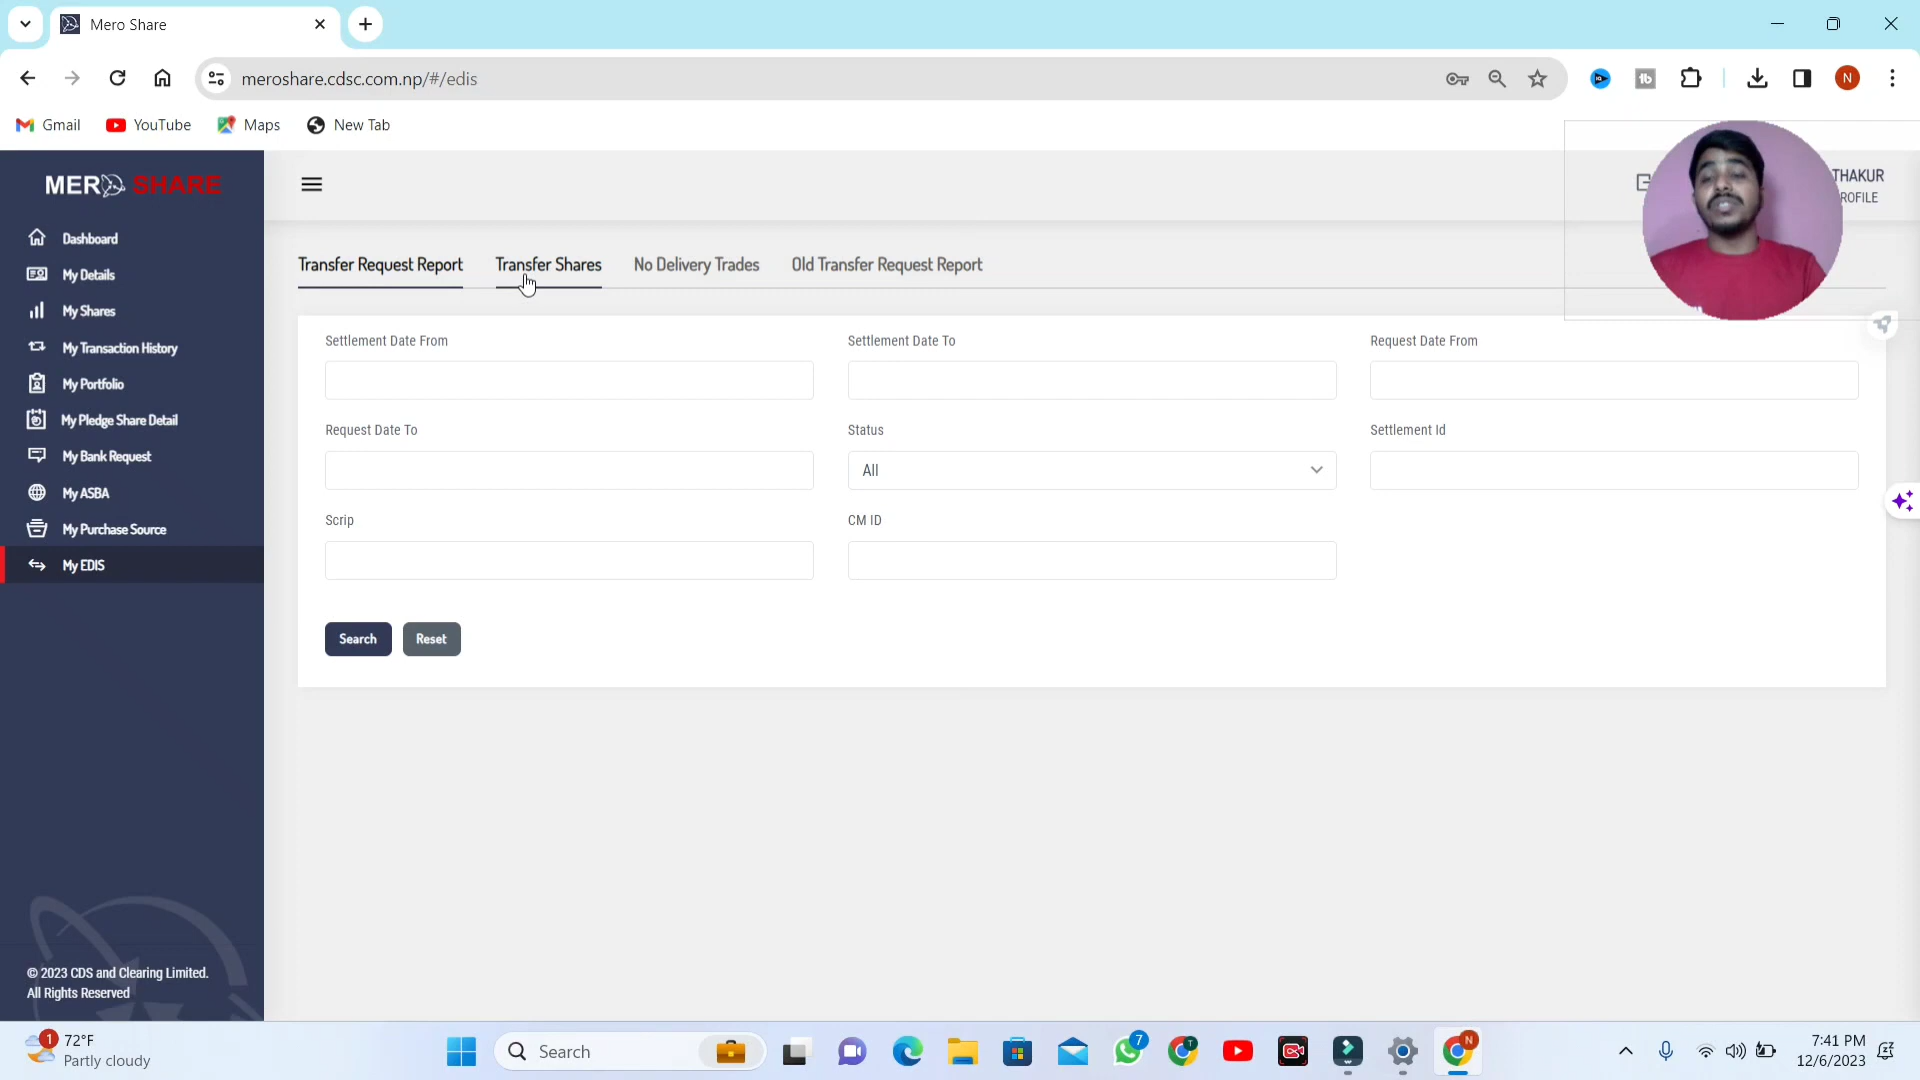 Mero Share
meroshare.cdsc.com.np/#/edis
N
Gmail
YouTube
Maps
New Tab
MERO SHARE
THAKUR
ROFILE
Dashboard
My Details
My Shares
My Transaction History
My Portfolio
My Pledge Share Detail
My Bank Request
My ASBA
My Purchase Source
My EDIS
© 2023 CDS and Clearing Limited.
All Rights Reserved
Transfer Request Report
Transfer Shares
No Delivery Trades
Old Transfer Request Report
Settlement Date From
Settlement Date To
Request Date From
Request Date To
Status
Settlement Id
All
Scrip
CM ID
Search
Reset
1
72°F
Partly cloudy
Search
7
T
N
7:41 PM
12/6/2023